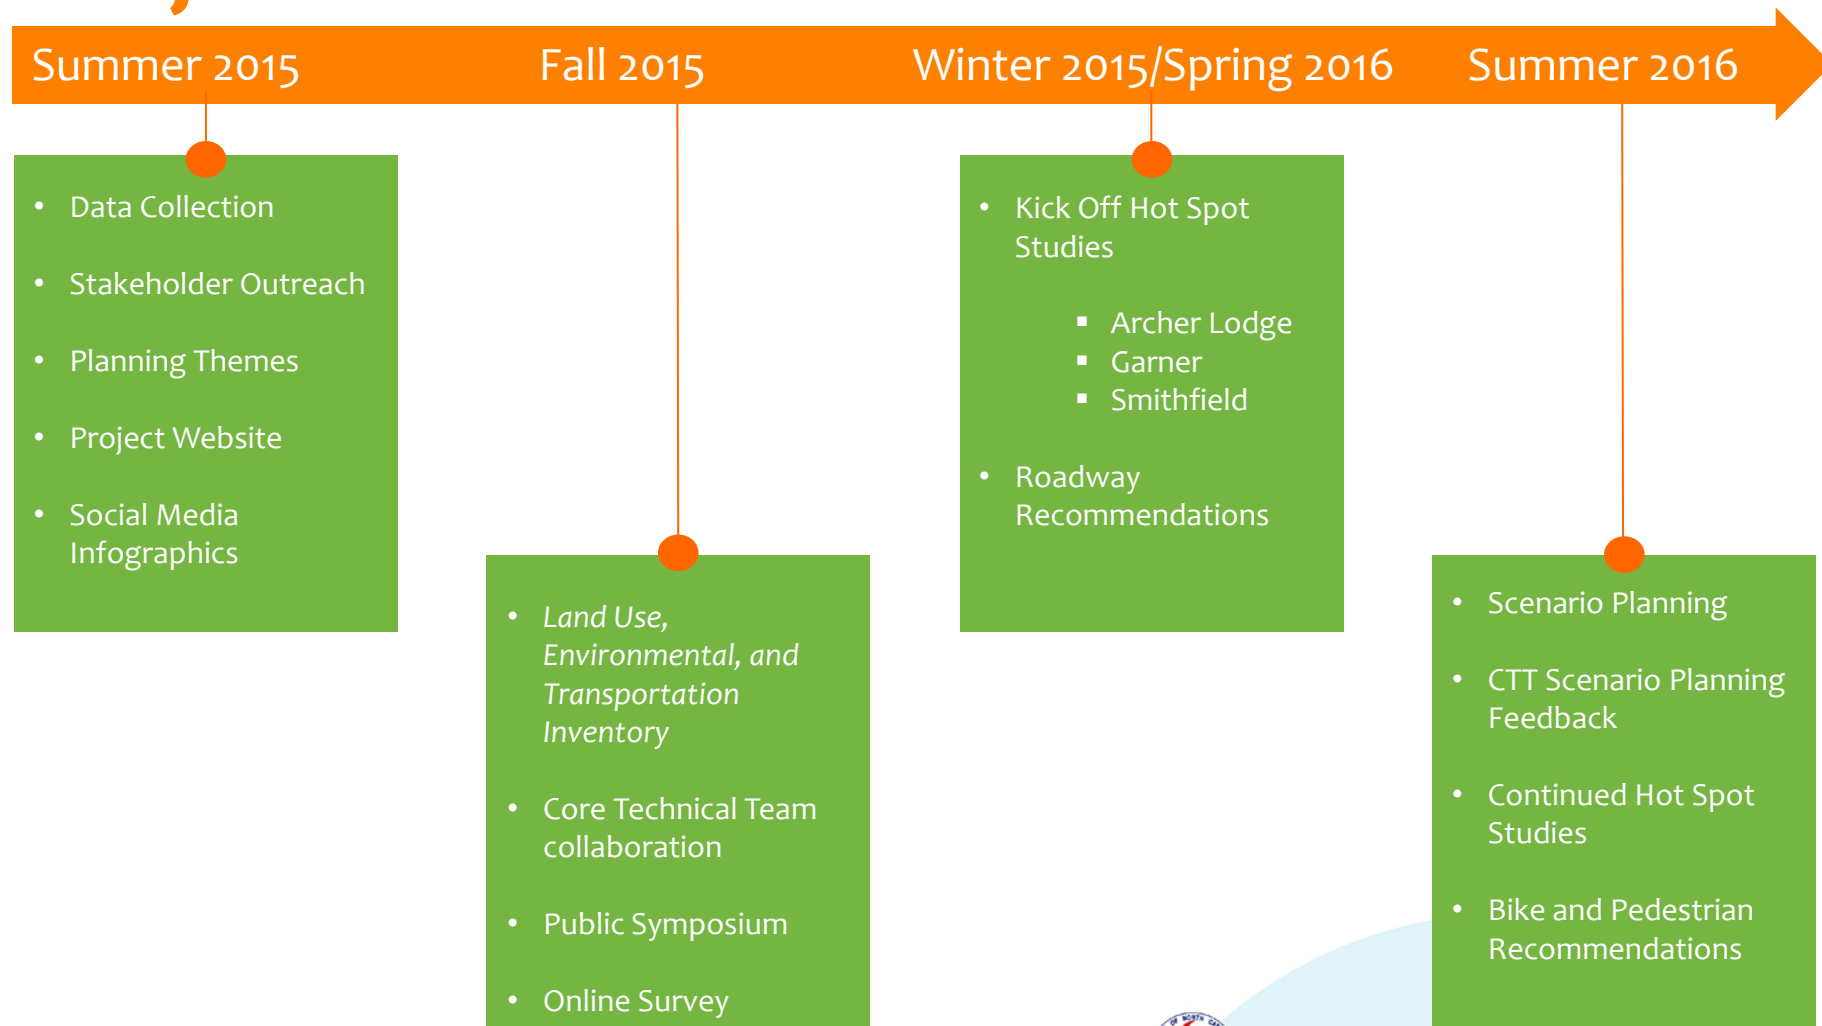 Summer 2015
Fall 2015
Winter 2015/Spring 2016
Summer 2016
• Data Collection
• Stakeholder Outreach
• Planning Themes
• Project Website
• Social Media
Infographics
• Land Use,
Environmental, and
Transportation
Inventory
• Core Technical Team
collaboration
• Public Symposium
• Online Survey
• Kick Off Hot Spot
Studies
▪ Archer Lodge
▪ Garner
▪ Smithfield
• Roadway
Recommendations
• Scenario Planning
• CTT Scenario Planning
Feedback
• Continued Hot Spot
Studies
• Bike and Pedestrian
Recommendations
OF NORTH